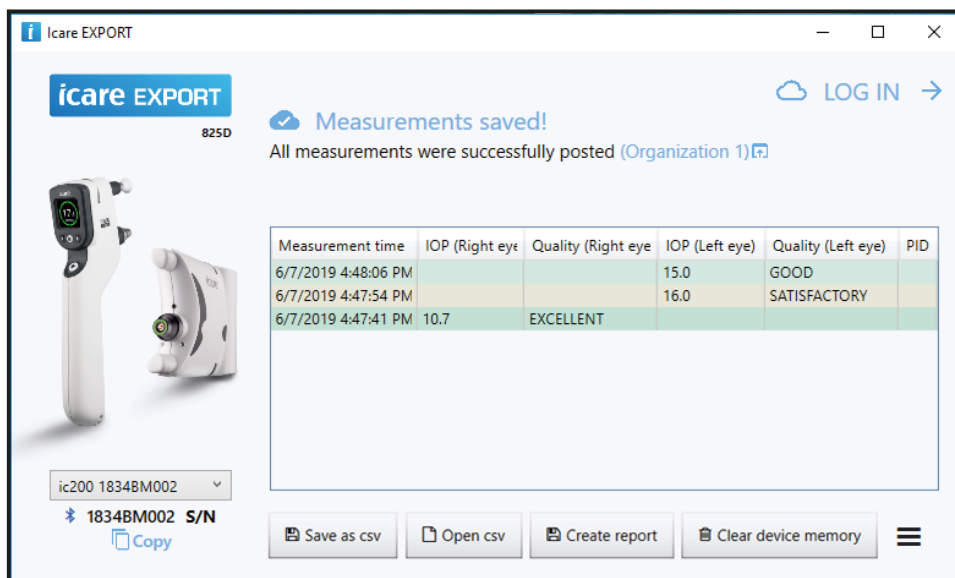 Icare EXPORT
icare EXPORT
825D
LOG IN
Measurements saved!
All measurements were successfully posted (Organization 1)
Measurement time IOP (Right eye Quality (Right eye IOP (Left eye) Quality (Left eye) PID
6/7/2019 4:48:06 PM 15.0 GOOD
6/7/2019 4:47:54 PM 16.0 SATISFACTORY
6/7/2019 4:47:41 PM 10.7 EXCELLENT
ic200 1834BM002
1834BM002 S/N
Copy
Save as csv Open csv Create report Clear device memory